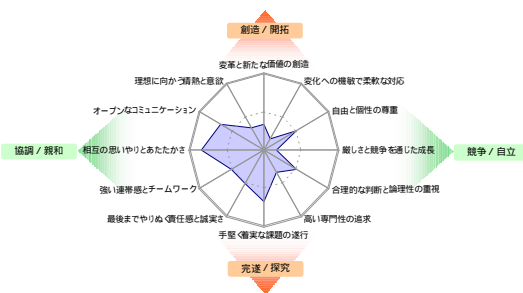 創造 / 開拓
変革と新たな価値の創造
理想に向かう情熱と意欲
変化への機敏で柔軟な対応
オープンなコミュニケーション
自由と個性の尊重
協調 / 親和
相互の思いやりとあたたかさ
厳しさと競争を通じた成長
競争 / 自立
強い連帯感とチームワーク
合理的な判断と論理性の重視
最後までやりぬく責任感と誠実さ
高い専門性の追求
手堅く着実な課題の遂行
完遂 / 探究